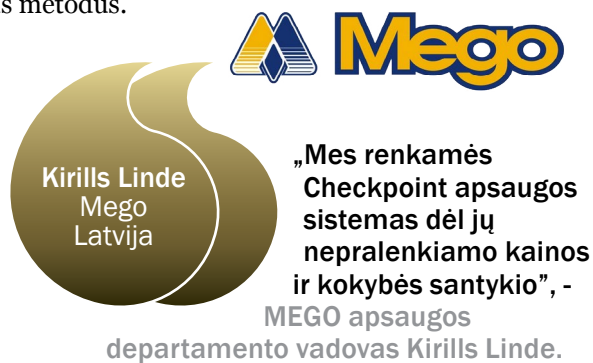 s metodus.
Mego
Kirills Linde
Mego
Latvija
„Mes renkamės
Checkpoint apsaugos
sistemas dėl jų
nepralenkiamo kainos
ir kokybės santykio”, -
MEGO apsaugos
departamento vadovas Kirills Linde.